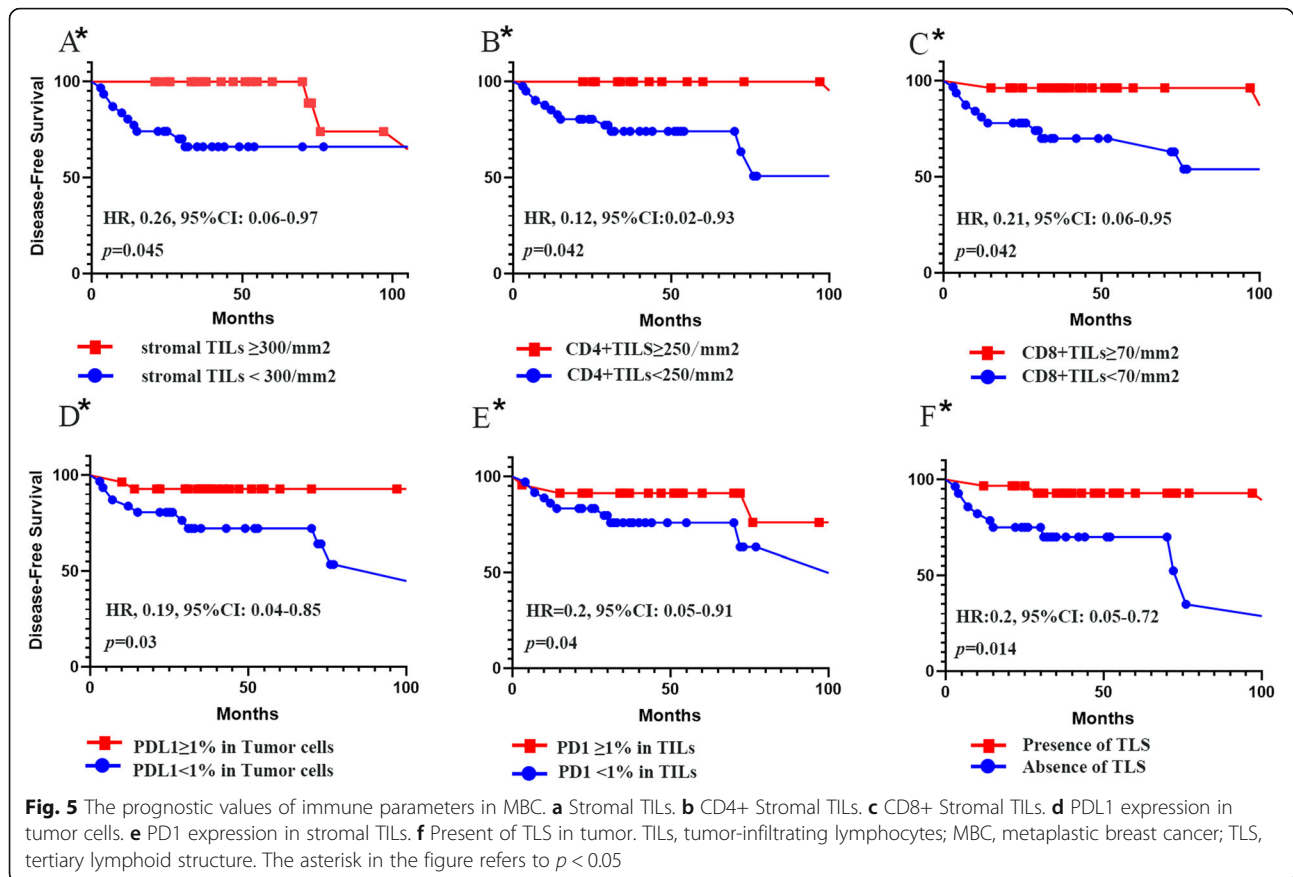 A*
B*
C*
Disease-Free Survival
100
50
0
0
50
100
HR, 0.26, 95%CI: 0.06-0.97
p=0.045
Months
stromal TILs ≥300/mm2
stromal TILs < 300/mm2
100
50
0
0
50
100
HR, 0.12, 95%CI:0.02-0.93
p=0.042
Months
CD4+TILS≥250/mm2
CD4+TILs<250/mm2
100
50
0
0
50
100
HR, 0.21, 95%CI: 0.06-0.95
p=0.042
Months
CD8+TILs≥70/mm2
CD8+TILs<70/mm2
D*
E*
F*
Disease-Free Survival
100
50
0
0
50
100
HR, 0.19, 95%CI: 0.04-0.85
p=0.03
Months
PDL1≥1% in Tumor cells
PDL1<1% in Tumor cells
100
50
0
0
50
100
HR=0.2, 95%CI: 0.05-0.91
p=0.04
Months
PD1 ≥1% in TILs
PD1 <1% in TILs
100
50
0
0
50
100
HR:0.2, 95%CI: 0.05-0.72
p=0.014
Months
Presence of TLS
Absence of TLS
Fig. 5 The prognostic values of immune parameters in MBC. a Stromal TILs. b CD4+ Stromal TILs. c CD8+ Stromal TILs. d PDL1 expression in
tumor cells. e PD1 expression in stromal TILs. f Present of TLS in tumor. TILs, tumor-infiltrating lymphocytes; MBC, metaplastic breast cancer; TLS,
tertiary lymphoid structure. The asterisk in the figure refers to p < 0.05